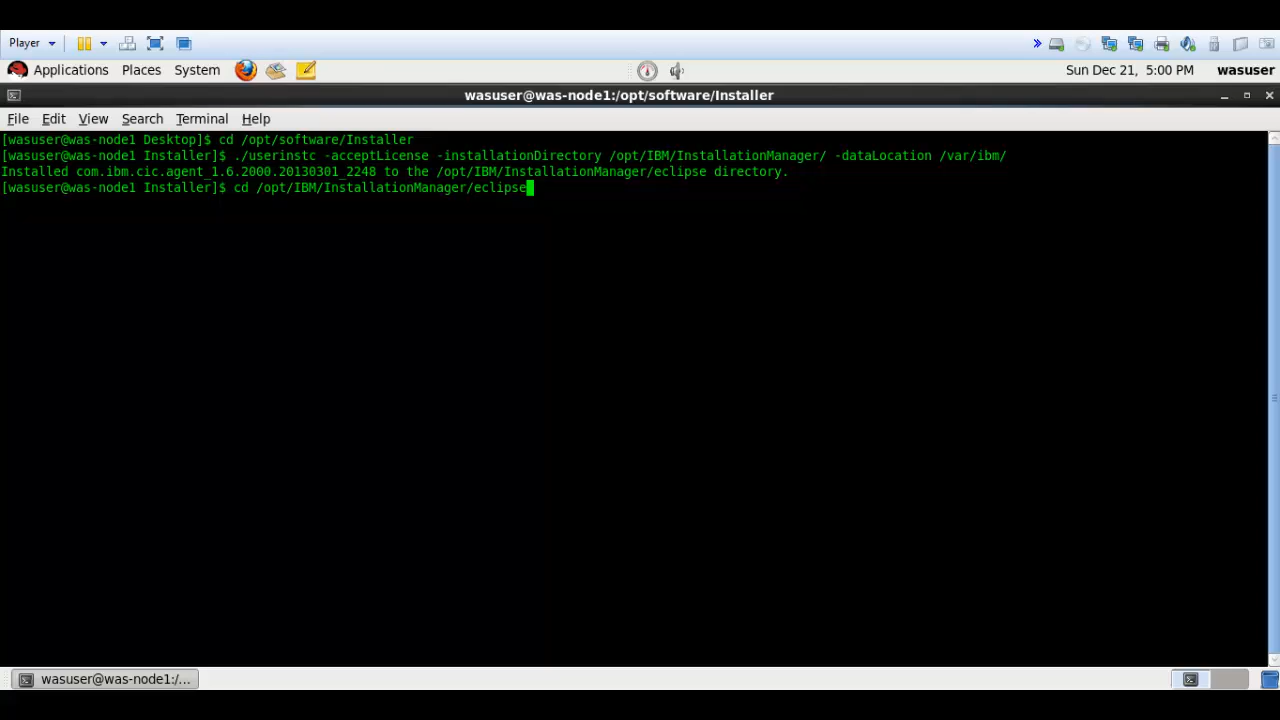 Player
Applications Places System
Sun Dec 21, 5:00 PM wasuser
wasuser@was-node1:/opt/software/Installer
File Edit View Search Terminal Help
[wasuser@was-node1 Desktop]$ cd /opt/software/Installer
[wasuser@was-node1 Installer]$ ./userinstc -acceptLicense -installationDirectory /opt/IBM/InstallationManager/ -dataLocation /var/ibm/
Installed com.ibm.cic.agent_1.6.2000.20130301_2248 to the /opt/IBM/InstallationManager/eclipse directory.
[wasuser@was-node1 Installer]$ cd /opt/IBM/InstallationManager/eclipse
wasuser@was-node1:/...